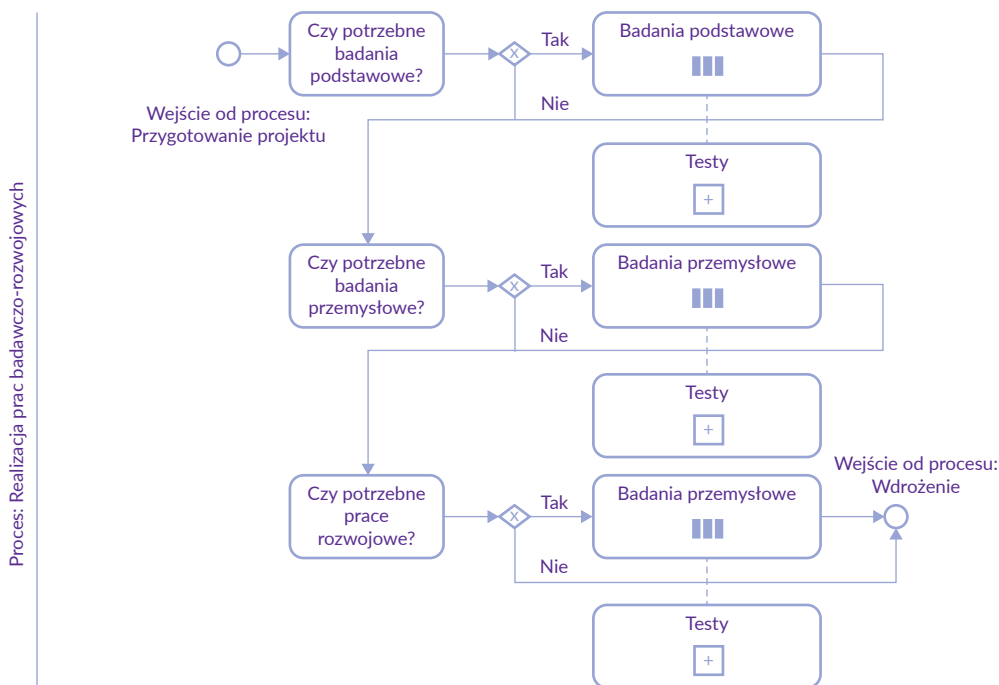 Proces: Realizacja prac badawczo-rozwojowych
Wejście od procesu:
Przygotowanie projektu
Czy potrzebne
badania
podstawowe?
X
Tak
Nie
Badania podstawowe
Testy
+
Czy potrzebne
badania
przemysłowe?
X
Tak
Nie
Badania przemysłowe
Testy
+
Czy potrzebne
prace
rozwojowe?
X
Tak
Nie
Badania przemysłowe
Wejście od procesu:
Wdrożenie
Testy
+